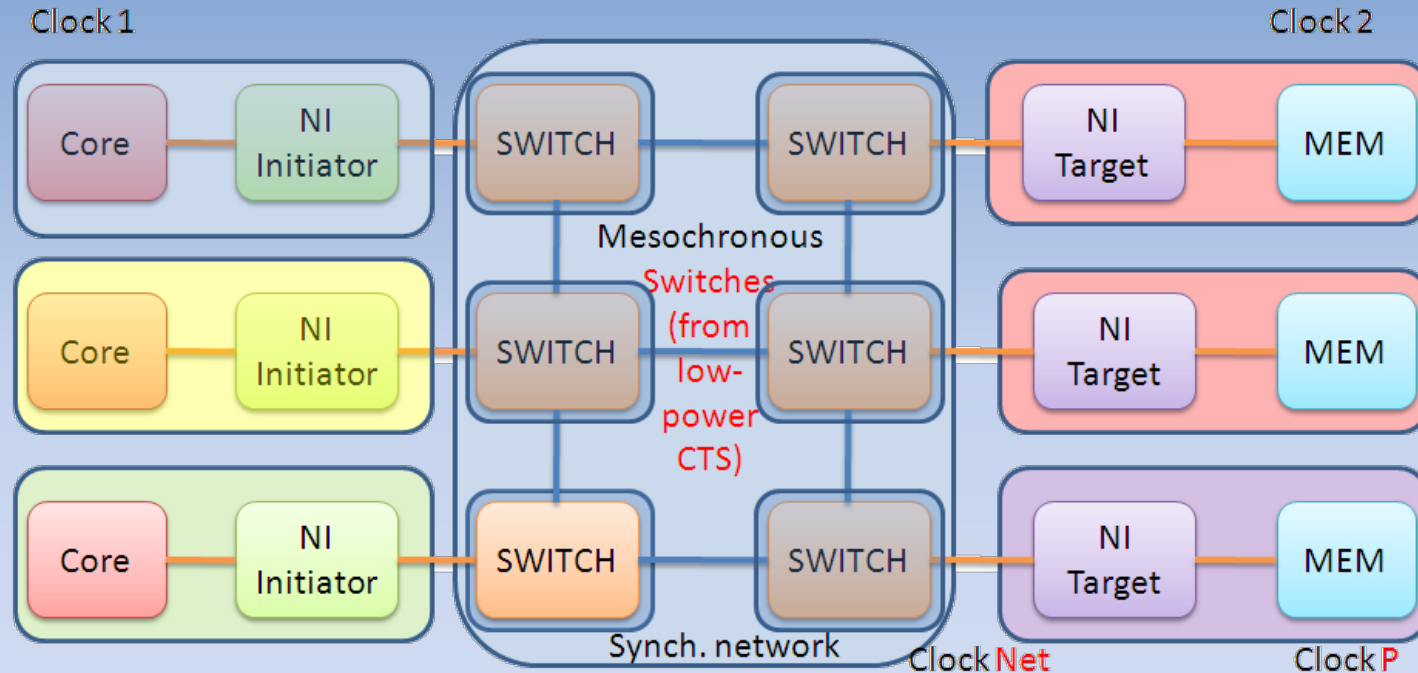 Clock 1
Clock 2
Core
NI
Initiator
SWITCH
SWITCH
NI
Target
MEM
Mesochronous
Switches
(from
low-
power
CTS)
Core
NI
Initiator
SWITCH
SWITCH
NI
Target
MEM
Core
NI
Initiator
SWITCH
SWITCH
NI
Target
MEM
Synch. network
Clock Net
Clock P